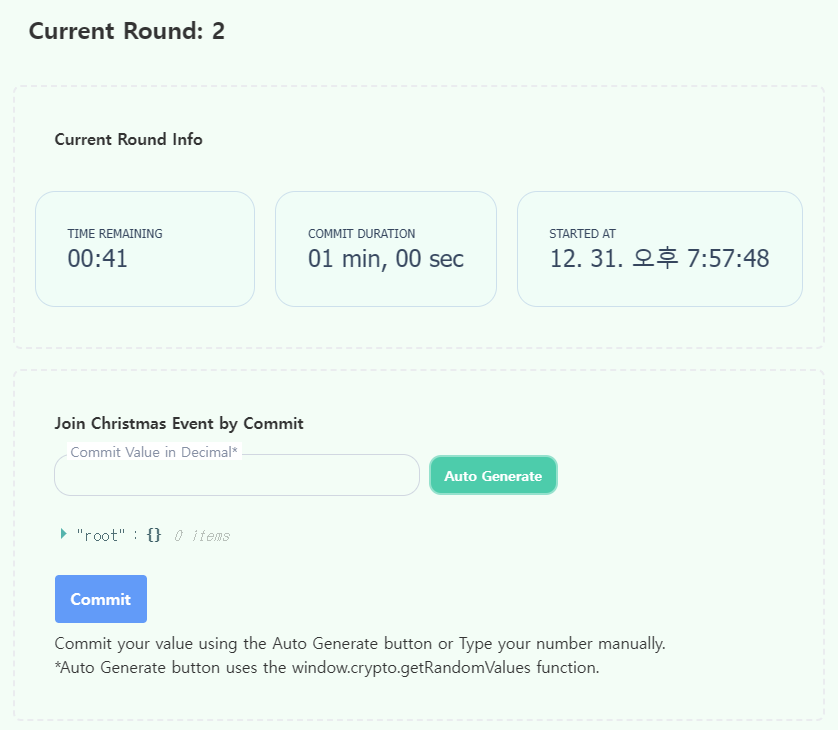 Current Round: 2
Current Round Info
TIME REMAINING
00:41
COMMIT DURATION
01 min, 00 sec
STARTED AT
12. 31. 오후 7:57:48
Join Christmas Event by Commit
Commit Value in Decimal*
Auto Generate
"root" : {} 0 items
Commit
Commit your value using the Auto Generate button or Type your number manually.
*Auto Generate button uses the window.crypto.getRandomValues function.